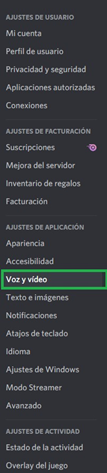 AJUSTES DE USUARIO
Mi cuenta
Perfil de usuario
Privacidad y seguridad
Aplicaciones autorizadas
Conexiones
AJUSTES DE FACTURACIÓN
Suscripciones
Mejora del servidor
Inventario de regalos
Facturación
AJUSTES DE APLICACIÓN
Apariencia
Accesibilidad
Voz y vídeo
Texto e imágenes
Notificaciones
Atajos de teclado
Idioma
Ajustes de Windows
Modo Streamer
Avanzado
AJUSTES DE ACTIVIDAD
Estado de la actividad
Overlay del juego